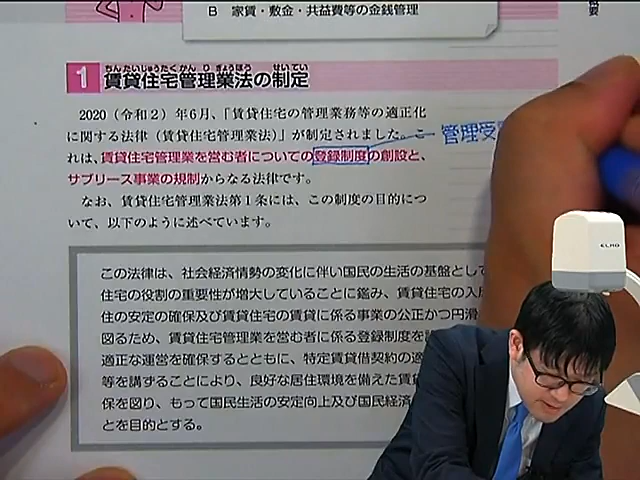 B 家賃・敷金・共益費等の金銭管理
概要
1 賃貸住宅管理業法の制定
ちんたいじゅうたくかんりぎょうほう せいてい
2020（令和2）年6月、「賃貸住宅の管理業務等の適正化
に関する法律（賃貸住宅管理業法）」が制定されました。こ
れは、賃貸住宅管理業を営む者についての登録制度の創設と、
サブリース事業の規制からなる法律です。
管理受
なお、賃貸住宅管理業法第1条には、この制度の目的につ
いて、以下のように述べています。
この法律は、社会経済情勢の変化に伴い国民の生活の基盤として
住宅の役割の重要性が増大していることに鑑み、賃貸住宅の入居
住の安定の確保及び賃貸住宅の賃貸に係る事業の公正かつ円滑
図るため、賃貸住宅管理業を営む者に係る登録制度を
適正な運営を確保するとともに、特定賃貸借契約の適
等を講ずることにより、良好な居住環境を備えた賃貸
保を図り、もって国民生活の安定向上及び国民経済
とを目的とする。
ELMO